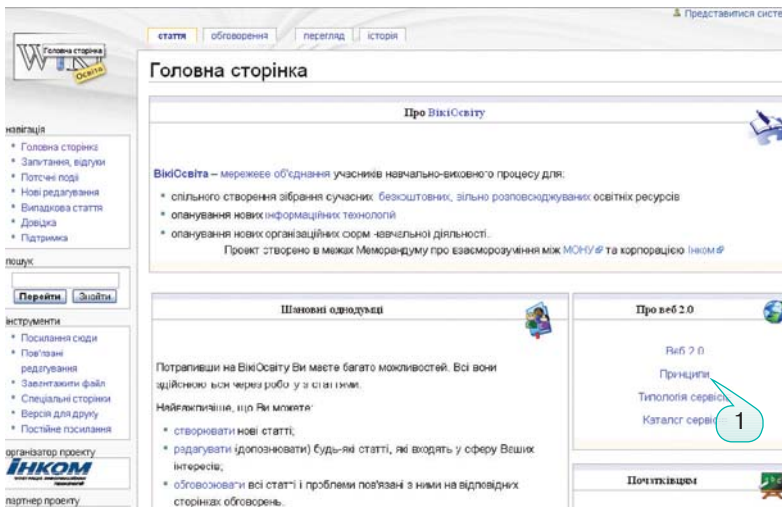 Представитися систе
стаття обговорення перегляд історія
Головна сторінка
Головна сторінка
Освіта
навігація
Головна сторінка
Запитання, відгуки
Поточні події
Нові редагування
Випадкова стаття
Довідка
Підтримка
пошук
Перейти Знайти
інструменти
Посилання сюди
Пов'язані
редагування
Завантажити файл
Спеціальні сторінки
Версія для друку
Постійне посилання
організатор проекту
ІНКОМ
партнер проекту
Про ВікіОсвіту
ВікіОсвіта – мережеве об'єднання учасників навчально-виховного процесу для:
спільного створення зібрання сучасних безкоштовних, вільно розповсюджуваних освітніх ресурсів
опанування нових інформаційних технологій
опанування нових організаційних форм навчальної діяльності.
Проект створено в межах Меморандуму про взаєморозуміння між МОНУ та корпорацією Інком
Шановні однодумці
Потрапивши на ВікіОсвіту Ви маєте багато можливостей. Всі вони
здійснюються через роботу з статтями.
Найважливіше, що Ви можете:
створювати нові статті;
редагувати (доповнювати) будь-які статті, які входять у сферу Ваших
інтересів;
обговорювати всі статті і проблеми пов'язані з ними на відповідних
сторінках обговорень.
Про веб 2.0
Веб 2.0
Принципи
Типологія сервісі
Каталог сервіс
1
Початківцям